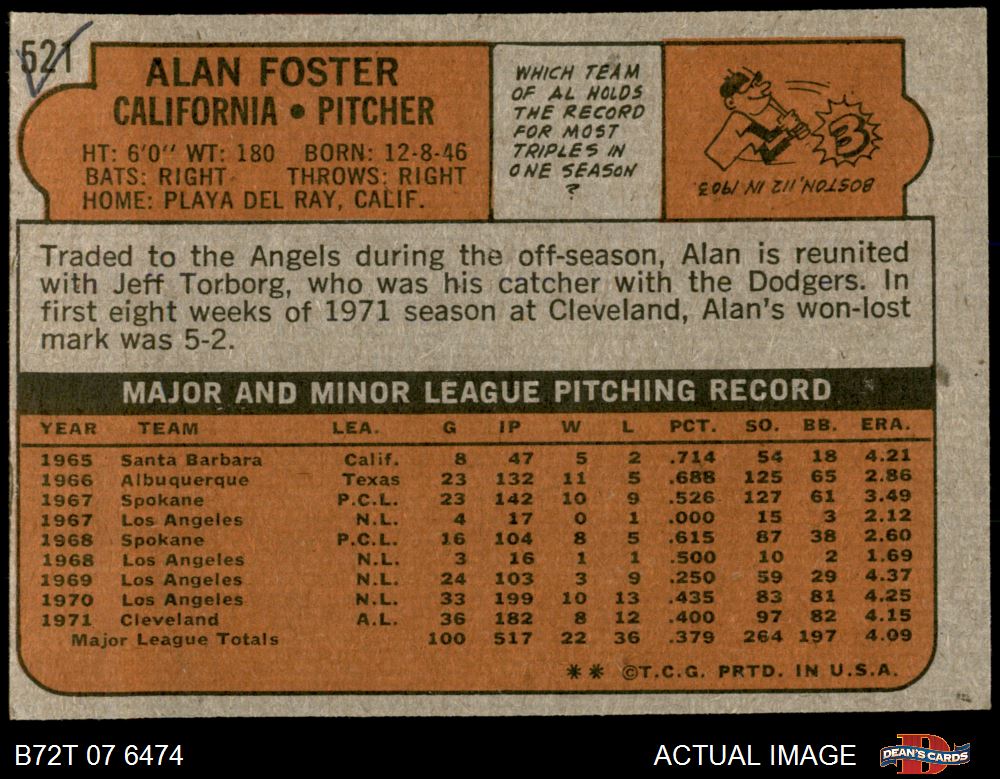 521
ALAN FOSTER
CALIFORNIA • PITCHER
HT: 6'0" WT: 180 BORN: 12-8-46
BATS: RIGHT THROWS: RIGHT
HOME: PLAYA DEL RAY, CALIF.
WHICH TEAM
OF AL HOLDS
THE RECORD
FOR MOST
TRIPLES IN
ONE SEASON
?
3
BOSTON, 112, IN 1903.
Traded to the Angels during the off-season, Alan is reunited
with Jeff Torborg, who was his catcher with the Dodgers. In
first eight weeks of 1971 season at Cleveland, Alan's won-lost
mark was 5-2.
MAJOR AND MINOR LEAGUE PITCHING RECORD
YEAR TEAM LEA. G IP W L PCT. SO. BB. ERA.
1965 Santa Barbara Calif. 8 47 5 2 .714 54 18 4.21
1966 Albuquerque Texas 23 132 11 5 .688 125 65 2.86
1967 Spokane P.C.L. 23 142 10 9 .526 127 61 3.49
1967 Los Angeles N.L. 4 17 0 1 .000 15 3 2.12
1968 Spokane P.C.L. 16 104 8 5 .615 87 38 2.60
1968 Los Angeles N.L. 3 16 1 1 .500 10 2 1.69
1969 Los Angeles N.L. 24 103 3 9 .250 59 29 4.37
1970 Los Angeles N.L. 33 199 10 13 .435 83 81 4.25
1971 Cleveland A.L. 36 182 8 12 .400 97 82 4.15
Major League Totals 100 517 22 36 .379 264 197 4.09
** ©T.C.G. PRTD. IN U.S.A.
B72T 07 6474 ACTUAL IMAGE DEAN'S CARDS